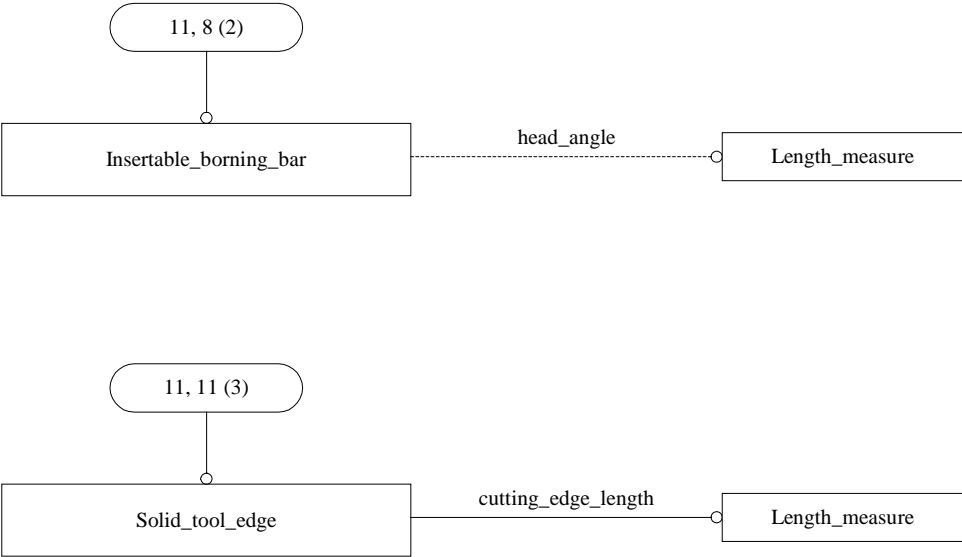 11, 8 (2)
head_angle
Insertable_borning_bar
Length_measure
11, 11 (3)
cutting_edge_length
Solid_tool_edge
Length_measure